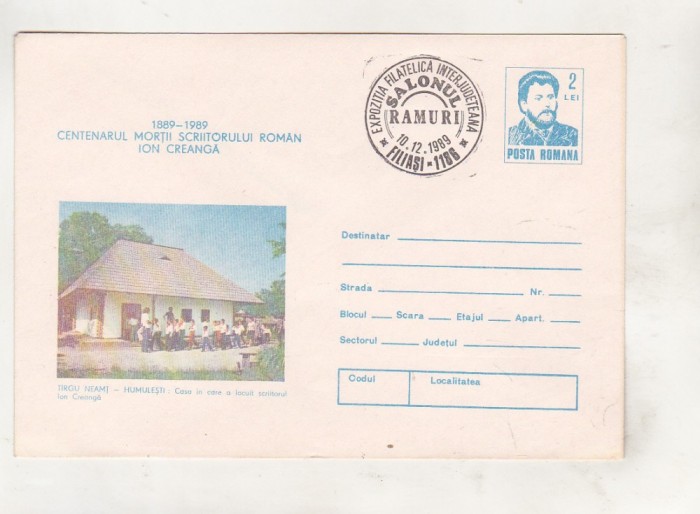 1889-1989
CENTENARUL MORȚII SCRIITORULUI ROMÂN
ION CREANGĂ
EXPOZIȚIA FILATELICĂ INTERJUDEȚEANĂ
SALONUL
RAMURI
10.12.1989
FILIAȘI - 1186
2
LEI
POSTA ROMANA
TIRGU NEAMȚ - HUMULEȘTI : Casa in care a locuit scriitorul
Ion Creangă
Destinatar
Strada Nr.
Blocul Scara Etajul Apart.
Sectorul Județul
Codul Localitatea